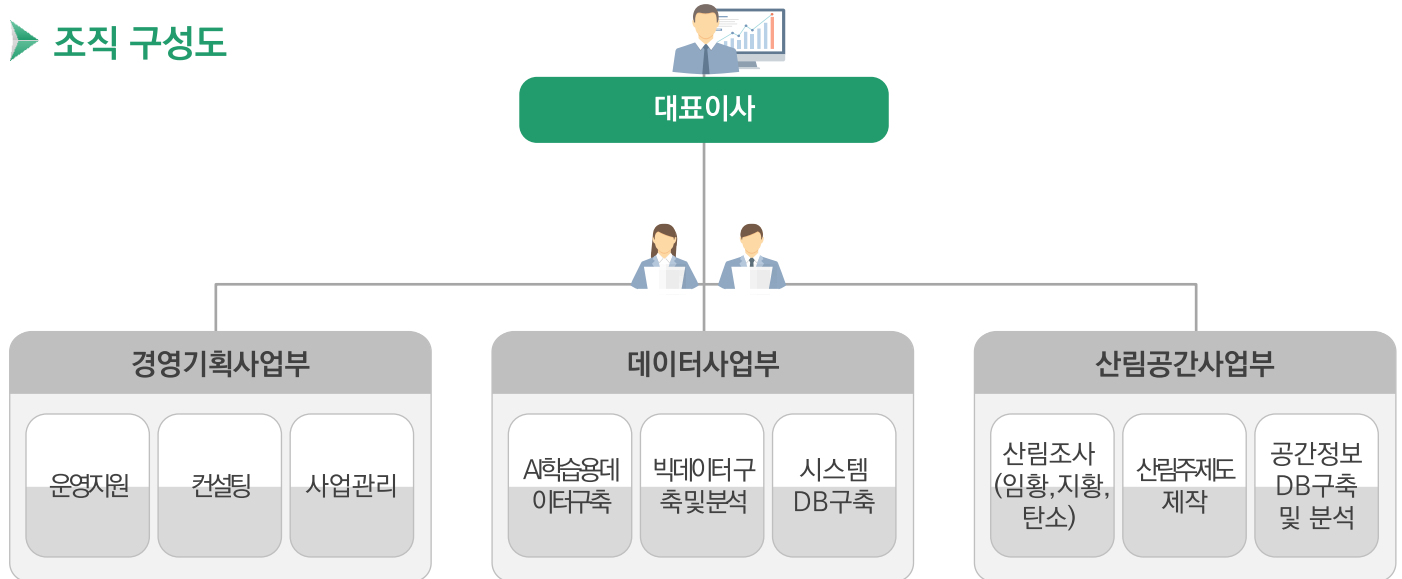 조직 구성도
대표이사
경영기획사업부
운영지원
컨설팅
사업관리
데이터사업부
AI학습용데
이터구축
빅데이터 구
축 및 분석
시스템
DB구축
산림공간사업부
산림조사
(임황,지황,
탄소)
산림주제도
제작
공간정보
DB구축
및 분석